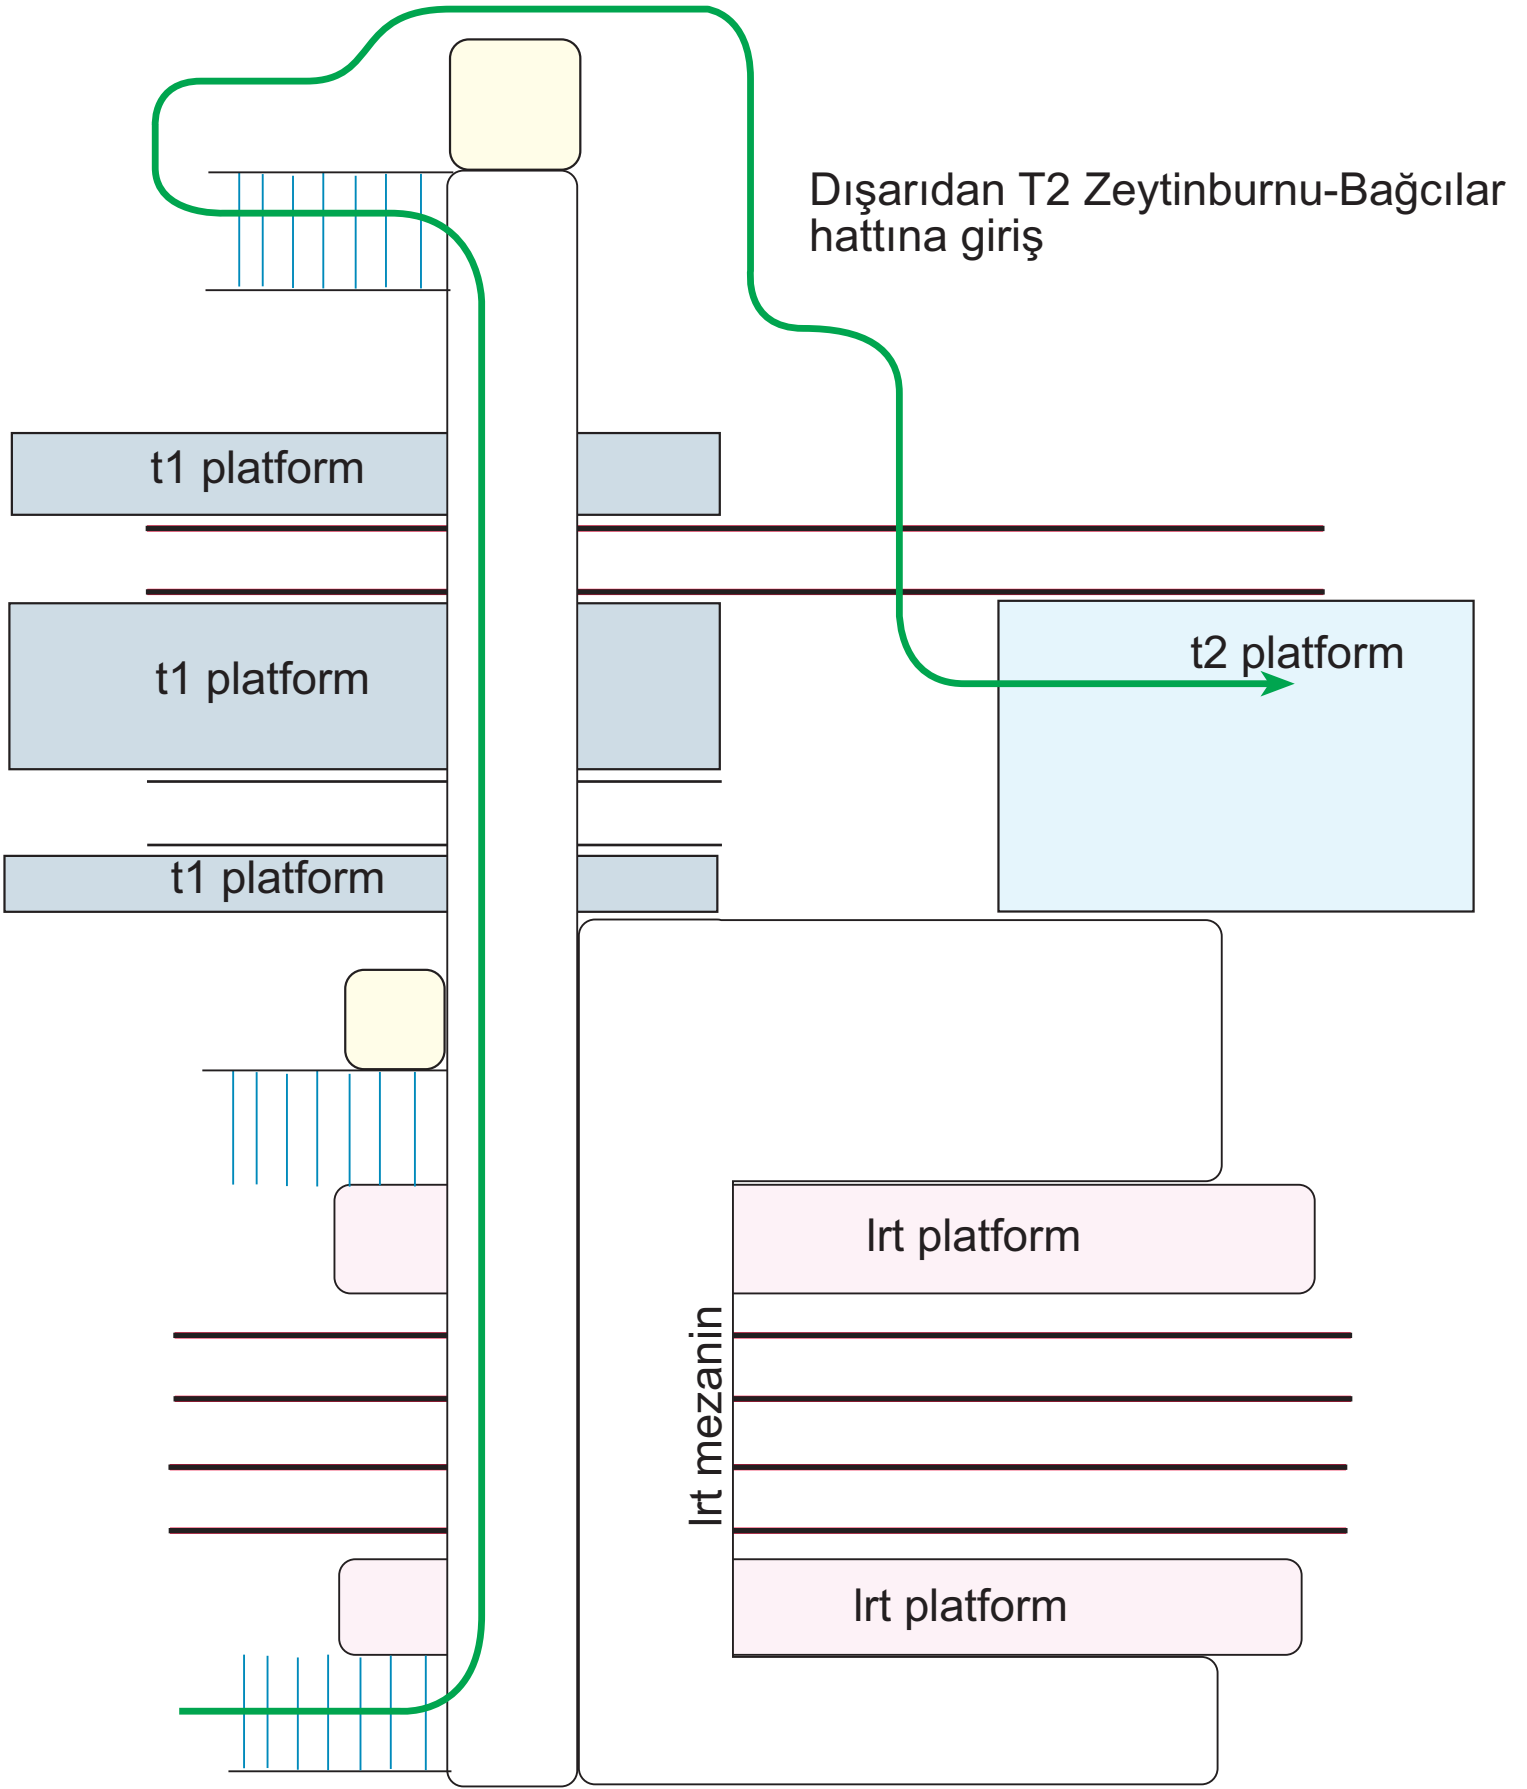 Dışarıdan T2 Zeytinburnu-Bağcılar
hattına giriş
t1 platform
t2 platform
t1 platform
t1 platform
lrt platform
lrt mezanin
lrt platform